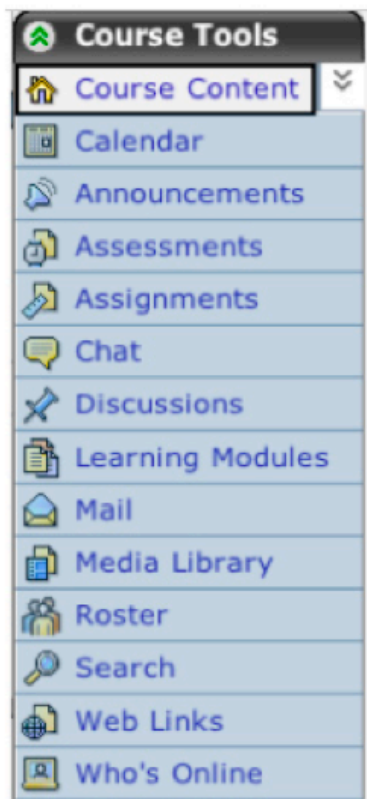 Course Tools
Course Content
Calendar
Announcements
Assessments
Assignments
Chat
Discussions
Learning Modules
Mail
Media Library
Roster
Search
Web Links
Who's Online